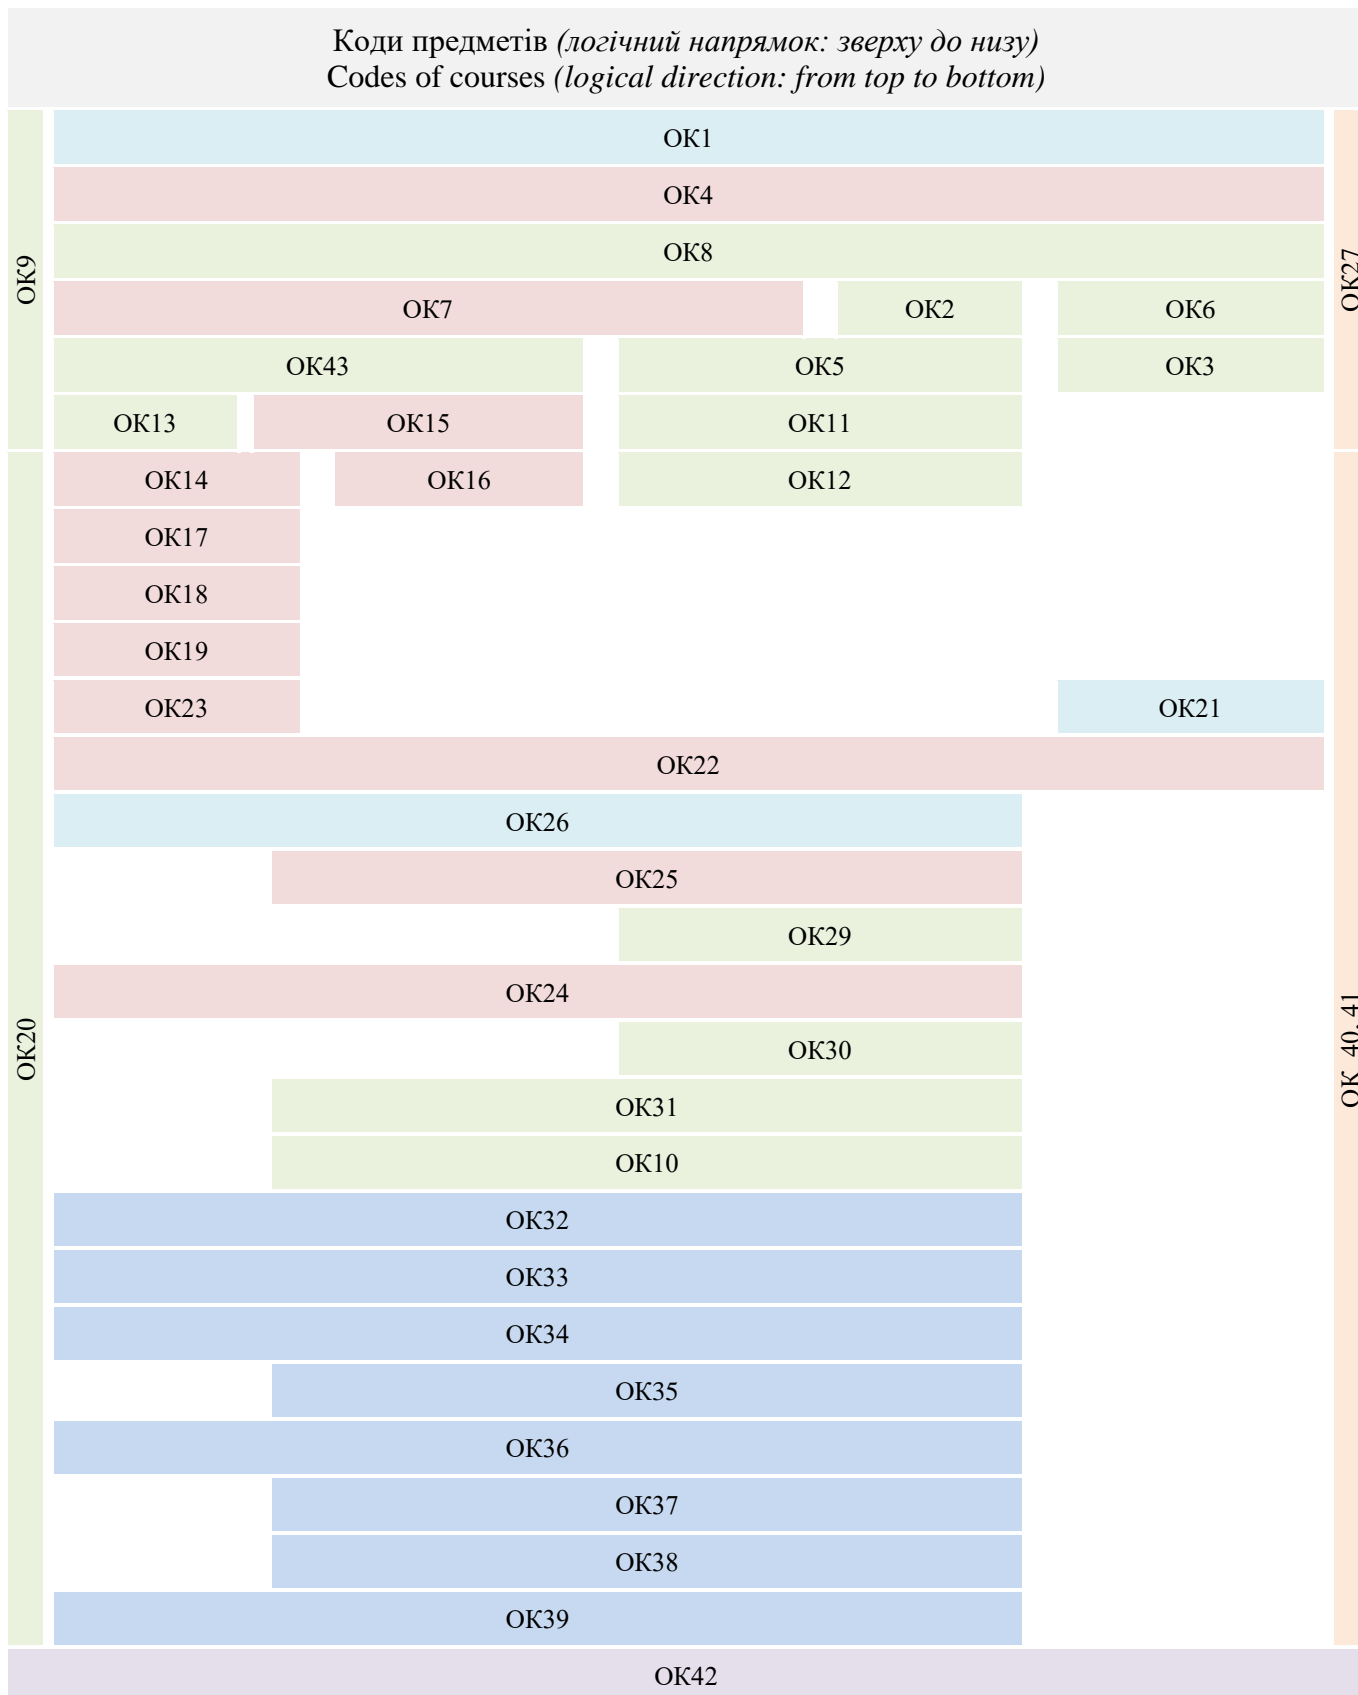 Коди предметів (логічний напрямок: зверху до низу)
Codes of courses (logical direction: from top to bottom)
ОК9
ОК1
ОК27
ОК4
ОК8
ОК7
ОК2
ОК6
ОК43
ОК5
ОК3
ОК13
ОК15
ОК11
ОК20
ОК14
ОК16
ОК12
ОК 40, 41
ОК17
ОК18
ОК19
ОК23
ОК21
ОК22
ОК26
ОК25
ОК29
ОК24
ОК30
ОК31
ОК10
ОК32
ОК33
ОК34
ОК35
ОК36
ОК37
ОК38
ОК39
ОК42